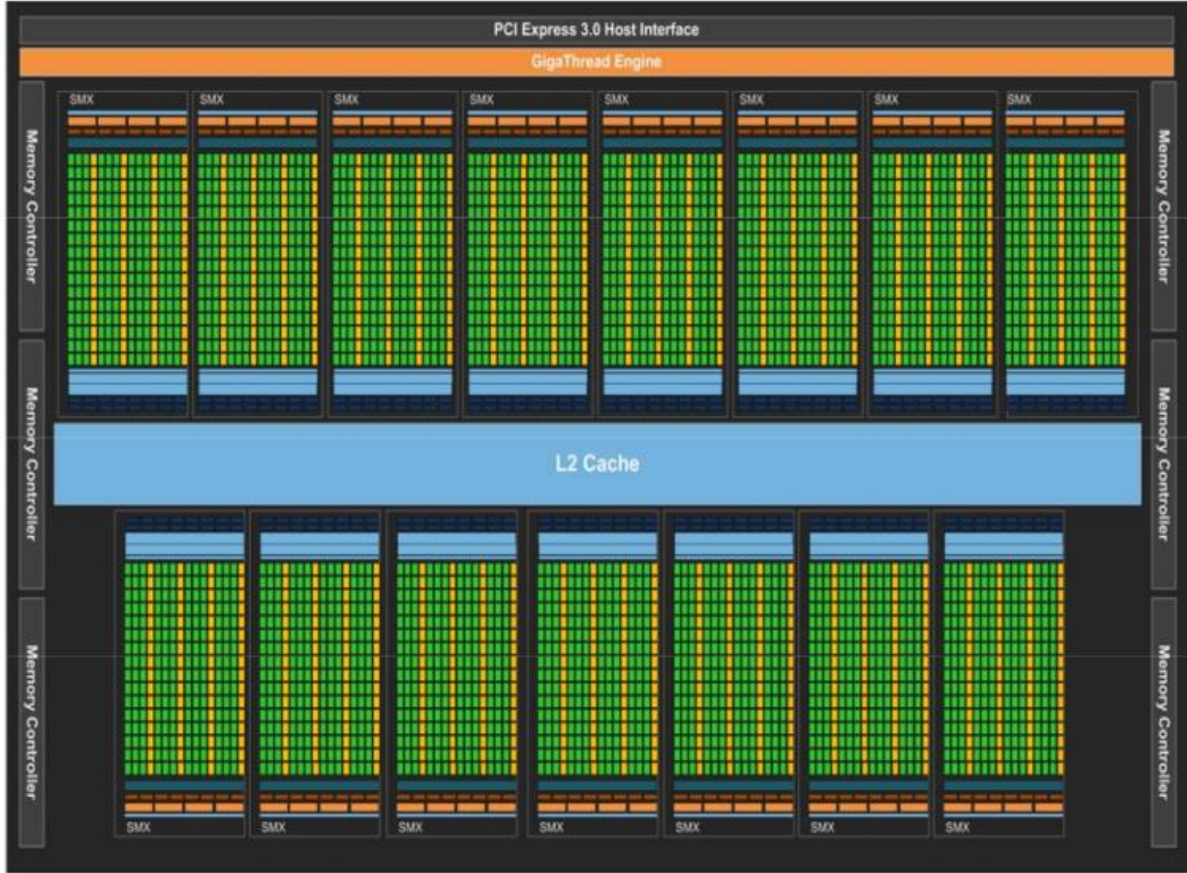 PCI Express 3.0 Host Interface
GigaThread Engine
Memory Controller
Memory Controller
SMX SMX SMX SMX SMX SMX SMX SMX
Memory Controller
Memory Controller
L2 Cache
Memory Controller
Memory Controller
SMX SMX SMX SMX SMX SMX SMX